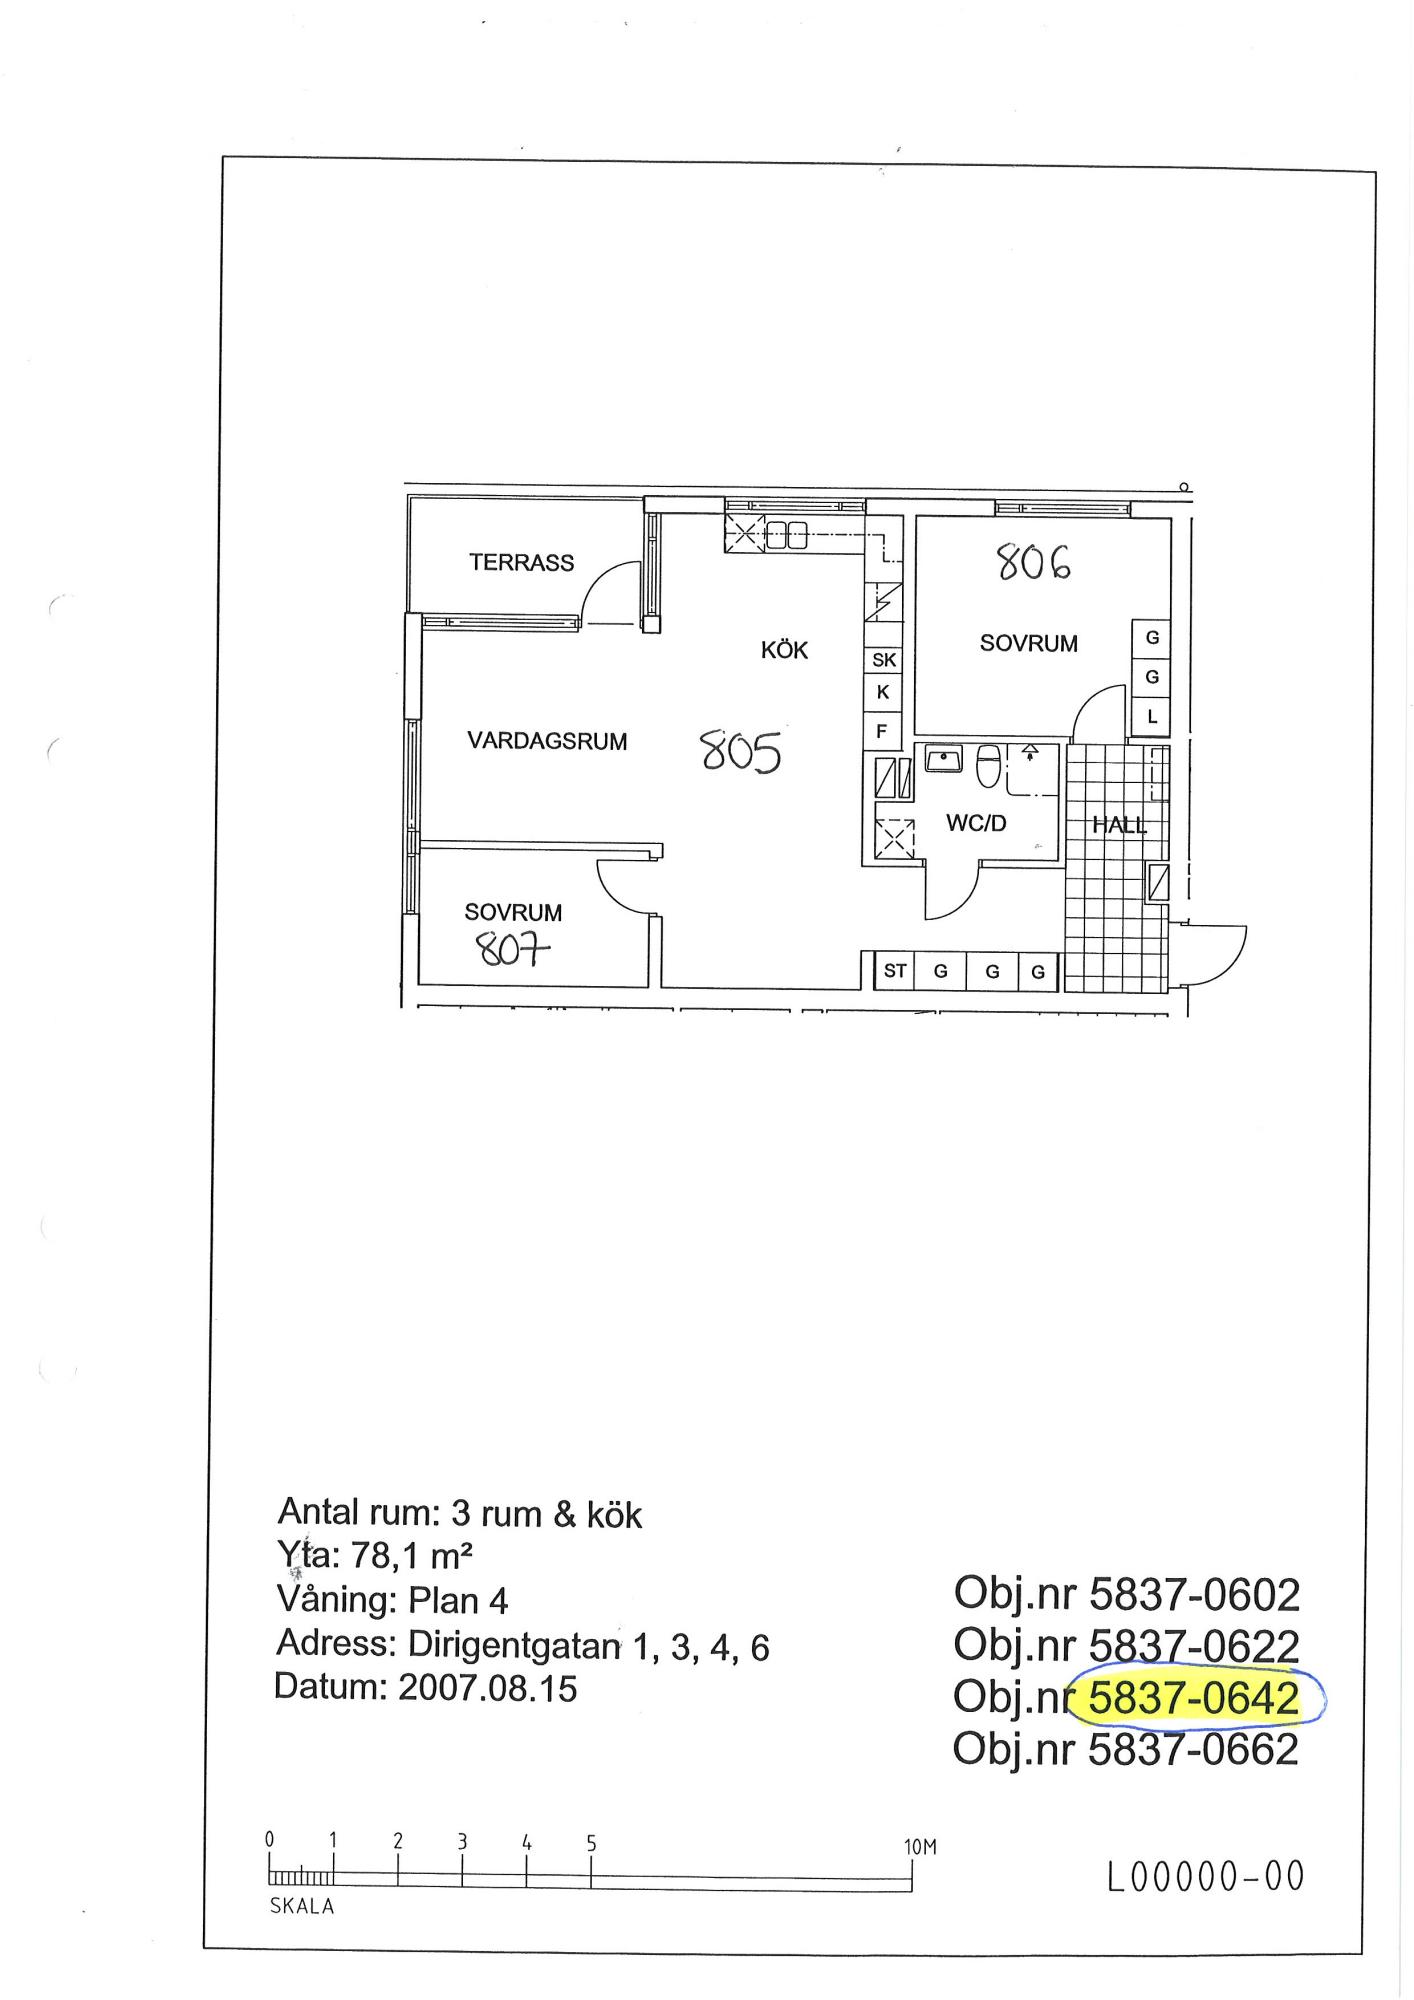 TERRASS
806
KÖK
SOVRUM
G
SK
G
K
L
F
VARDAGSRUM
805
WC/D
HALL
SOVRUM
807
ST
G
G
G
Antal rum: 3 rum & kök
Yta: 78,1 m²
Våning: Plan 4
Adress: Dirigentgatan 1, 3, 4, 6
Datum: 2007.08.15
Obj.nr 5837-0602
Obj.nr 5837-0622
Obj.nr 5837-0642
Obj.nr 5837-0662
0 1 2 3 4 5 10M
SKALA
L00000-00